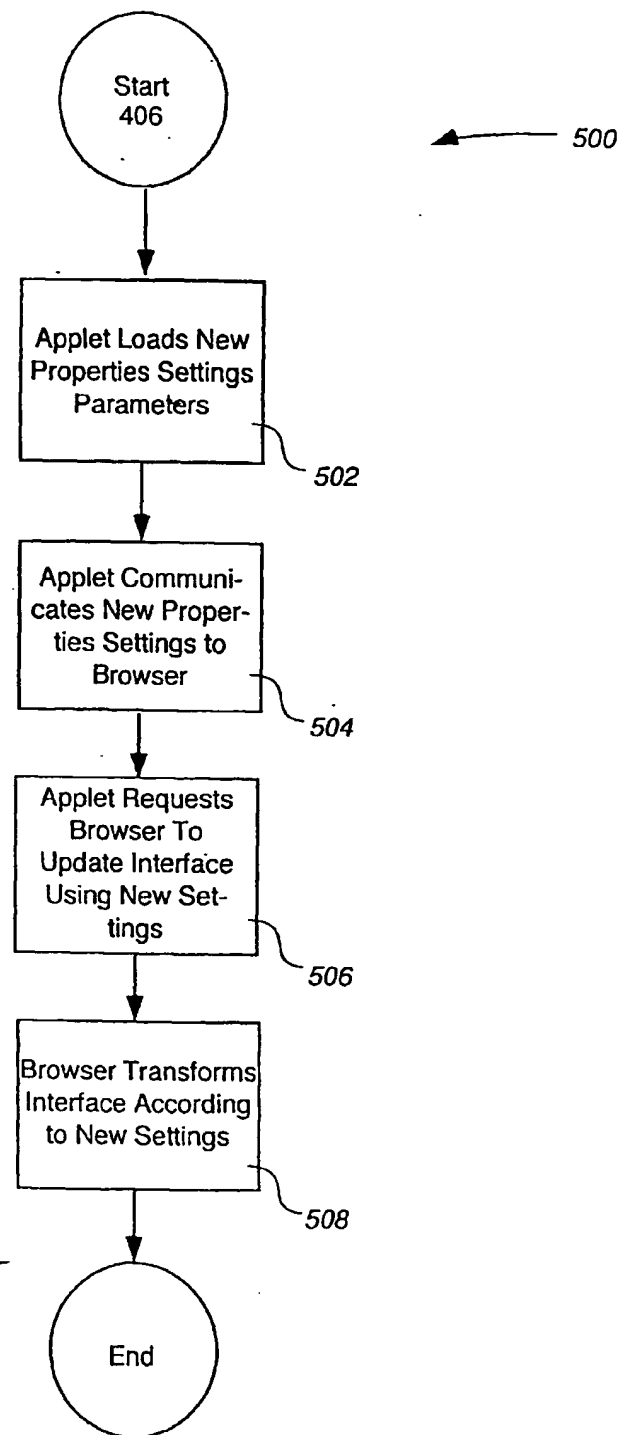 Start
406
500
Applet Loads New
Properties Settings
Parameters
502
Applet Communi-
cates New Proper-
ties Settings to
Browser
504
Applet Requests
Browser To
Update Interface
Using New Set-
tings
506
Browser Transforms
Interface According
to New Settings
508
End